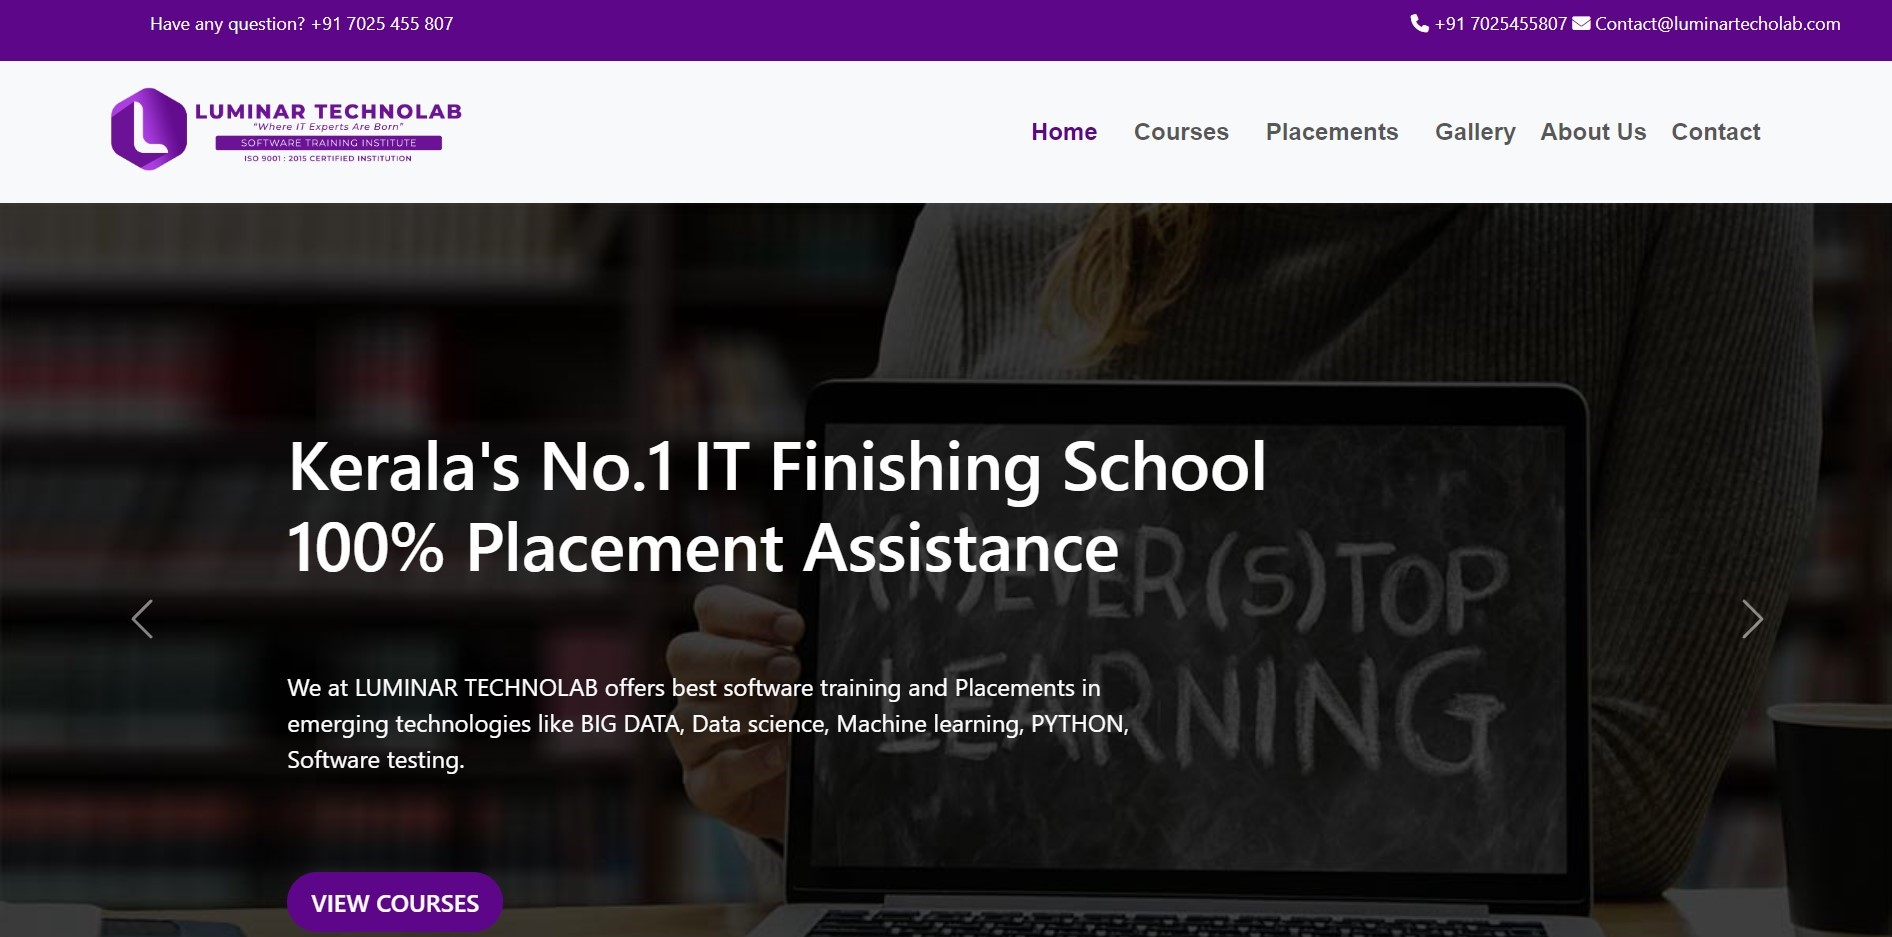 Have any question? +91 7025 455 807
+91 7025455807 Contact@luminartecholab.com
LUMINAR TECHNOLAB
"Where IT Experts Are Born"
SOFTWARE TRAINING INSTITUTE
ISO 9001 : 2015 CERTIFIED INSTITUTION
Home Courses Placements Gallery About Us Contact
Kerala's No.1 IT Finishing School
100% Placement Assistance
(N)EVER (S)TOP
LEARNING
We at LUMINAR TECHNOLAB offers best software training and Placements in
emerging technologies like BIG DATA, Data science, Machine learning, PYTHON,
Software testing.
VIEW COURSES